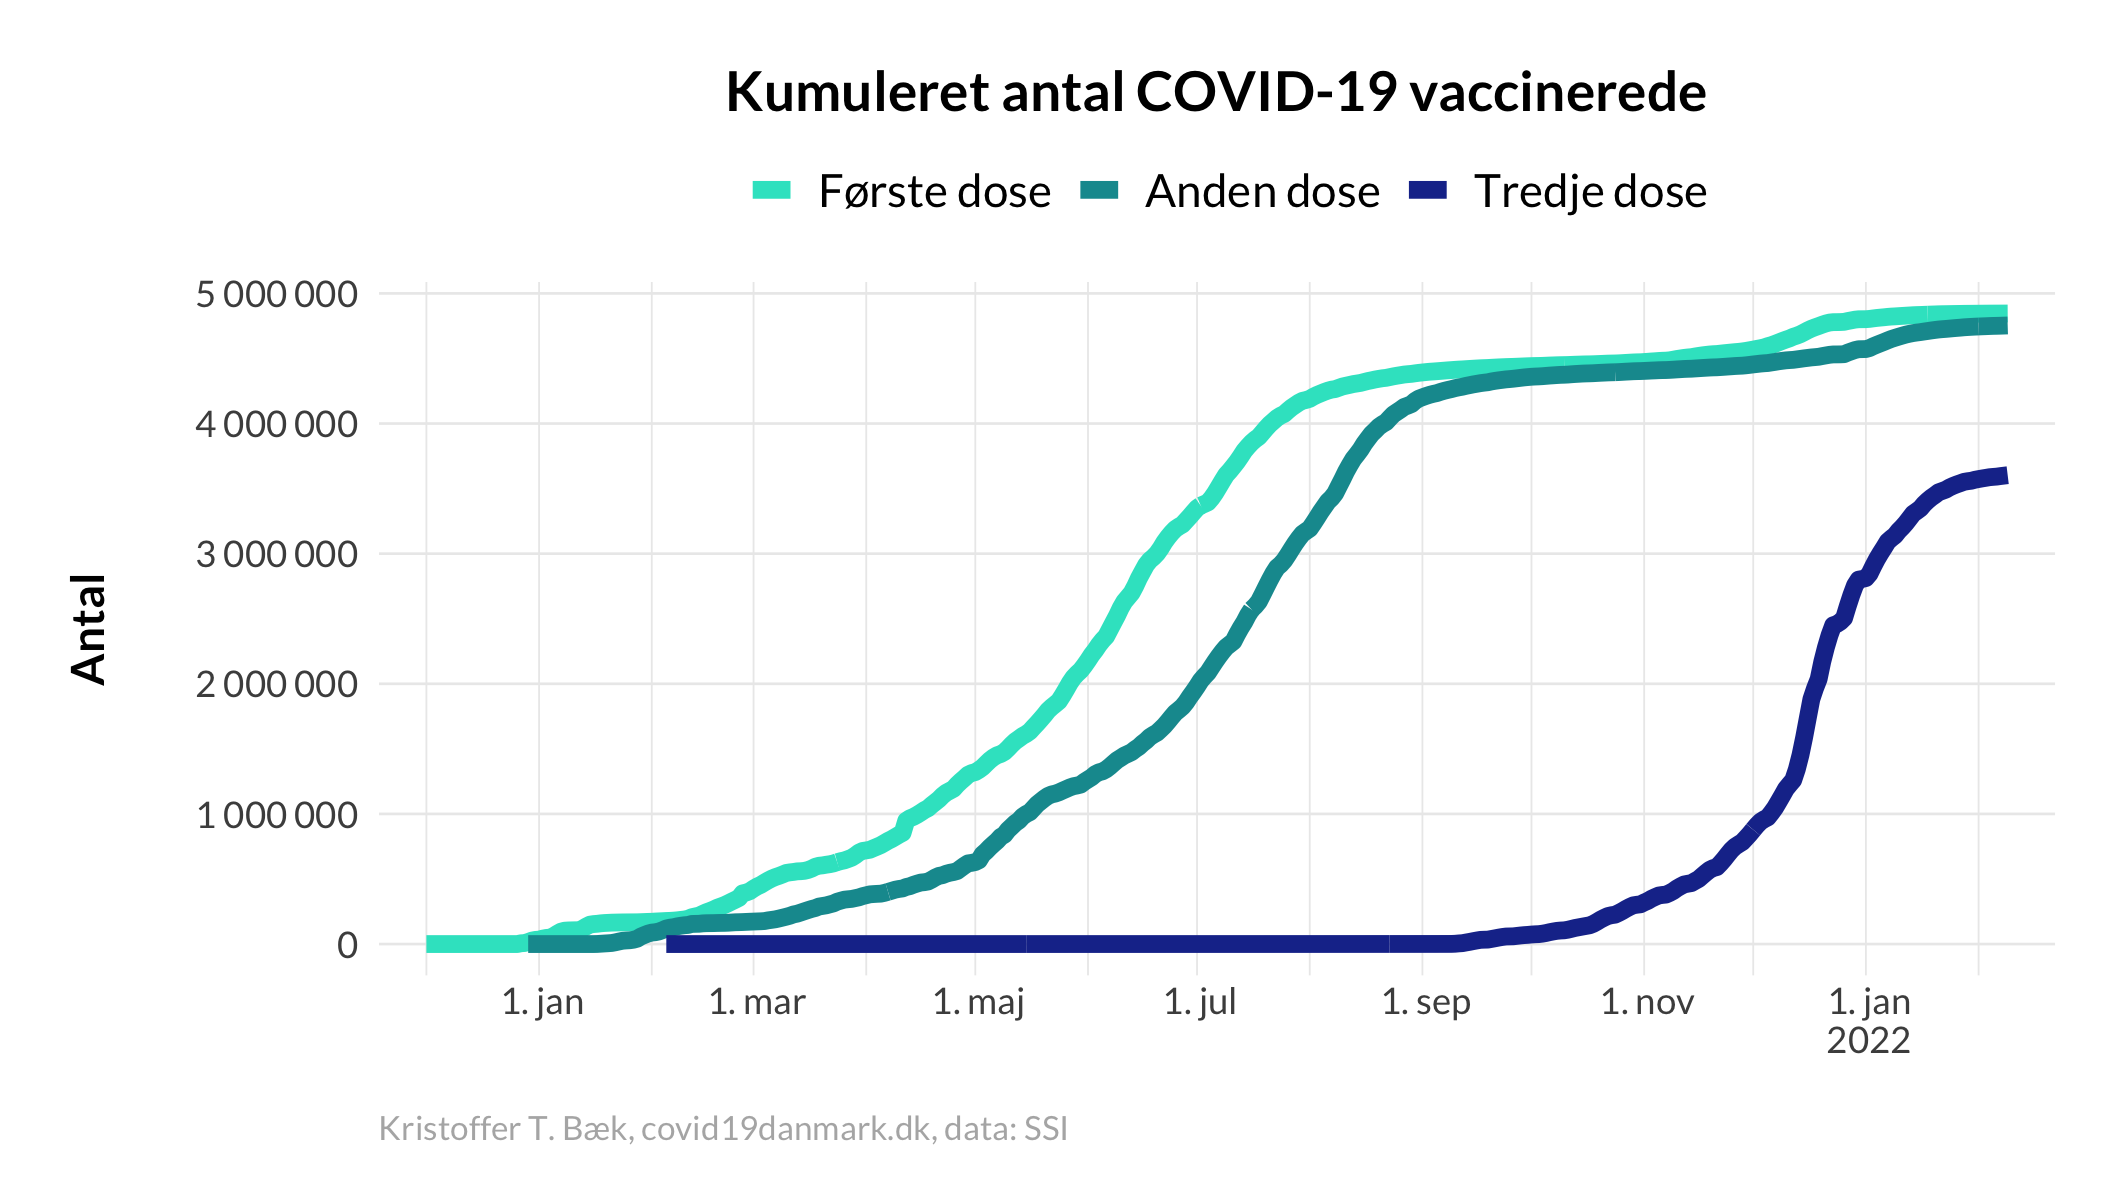 Kumuleret antal COVID-19 vaccinerede
Første dose Anden dose Tredje dose
Antal
5 000 000
4 000 000
3 000 000
2 000 000
1 000 000
0
1. jan 1. mar 1. maj 1. jul 1. sep 1. nov 1. jan
2022
Kristoffer T. Bæk, covid19danmark.dk, data: SSI